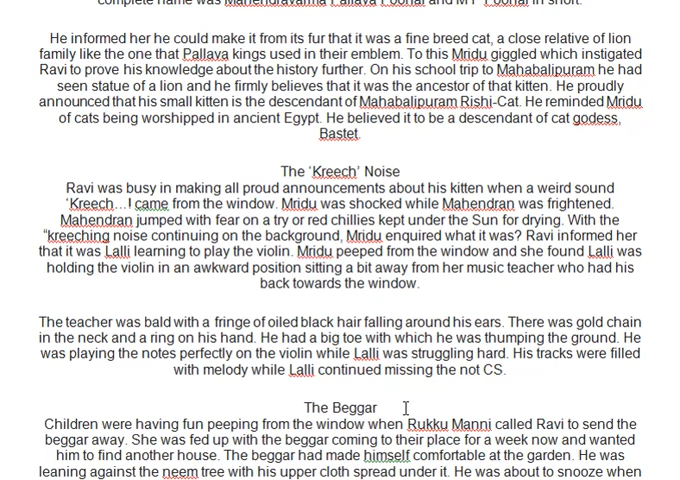 complete name was Mahendravarma Pallava Poonai and M P Poonai in short.
He informed her he could make it from its fur that it was a fine breed cat, a close relative of lion
family like the one that Pallava kings used in their emblem. To this Mridu giggled which instigated
Ravi to prove his knowledge about the history further. On his school trip to Mahabalipuram he had
seen statue of a lion and he firmly believes that it was the ancestor of that kitten. He proudly
announced that his small kitten is the descendant of Mahabalipuram Rishi-Cat. He reminded Mridu
of cats being worshipped in ancient Egypt. He believed it to be a descendant of cat godess,
Bastet.
The ‘Kreech’ Noise
Ravi was busy in making all proud announcements about his kitten when a weird sound
‘Kreech…! came from the window. Mridu was shocked while Mahendran was frightened.
Mahendran jumped with fear on a try or red chillies kept under the Sun for drying. With the
“kreeching noise continuing on the background, Mridu enquired what it was? Ravi informed her
that it was Lalli learning to play the violin. Mridu peeped from the window and she found Lalli was
holding the violin in an awkward position sitting a bit away from her music teacher who had his
back towards the window.
The teacher was bald with a fringe of oiled black hair falling around his ears. There was gold chain
in the neck and a ring on his hand. He had a big toe with which he was thumping the ground. He
was playing the notes perfectly on the violin while Lalli was struggling hard. His tracks were filled
with melody while Lalli continued missing the not CS.
The Beggar
Children were having fun peeping from the window when Rukku Manni called Ravi to send the
beggar away. She was fed up with the beggar coming to their place for a week now and wanted
him to find another house. The beggar had made himself comfortable at the garden. He was
leaning against the neem tree with his upper cloth spread under it. He was about to snooze when